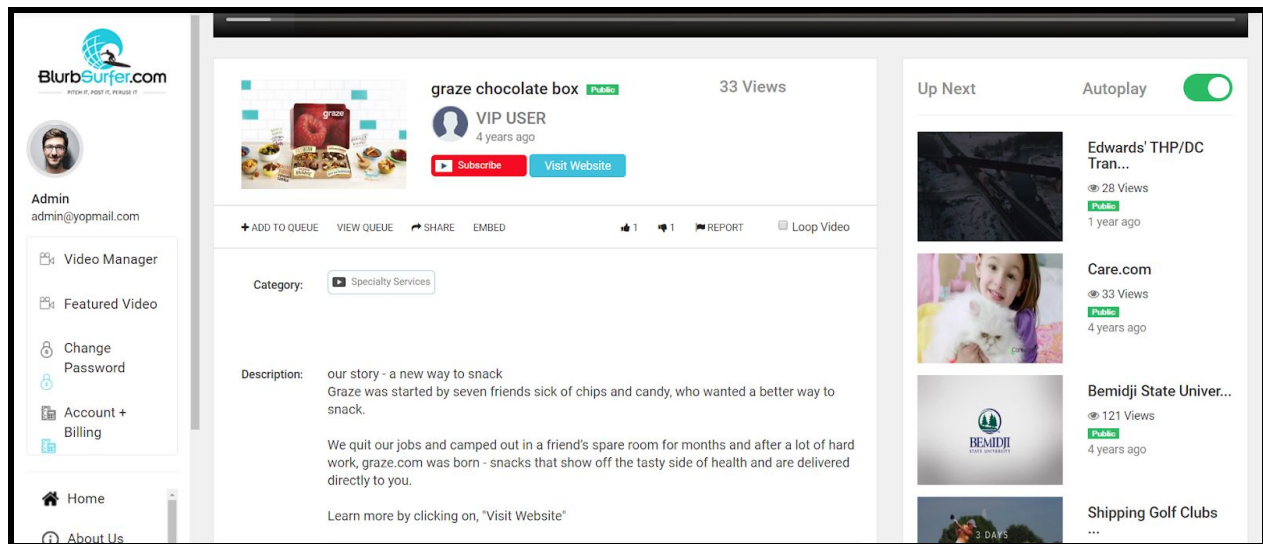 BlurbSurfer.com
PITCH IT, POST IT, PERUSE IT
Admin
admin@yopmail.com
Video Manager
Featured Video
Change
Password
Account +
Billing
Home
About Us
graze
graze chocolate box Public
33 Views
VIP USER
4 years ago
Subscribe
Visit Website
ADD TO QUEUE
VIEW QUEUE
SHARE
EMBED
1
1
REPORT
Loop Video
Category:
Specialty Services
Description:
our story - a new way to snack
Graze was started by seven friends sick of chips and candy, who wanted a better way to
snack.
We quit our jobs and camped out in a friend's spare room for months and after a lot of hard
work, graze.com was born - snacks that show off the tasty side of health and are delivered
directly to you.
Learn more by clicking on, "Visit Website"
Up Next
Autoplay
Edwards' THP/DC
Tran...
28 Views
Public
1 year ago
Care.com
33 Views
Public
4 years ago
BEMIDJI
STATE UNIVERSITY
Bemidji State Univer...
121 Views
Public
4 years ago
3 DAYS
Shipping Golf Clubs
...